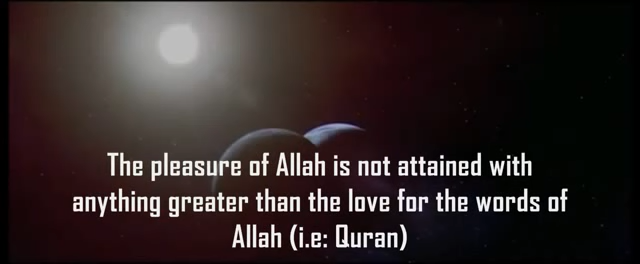 The pleasure of Allah is not attained with
anything greater than the love for the words of
Allah (i.e: Quran)